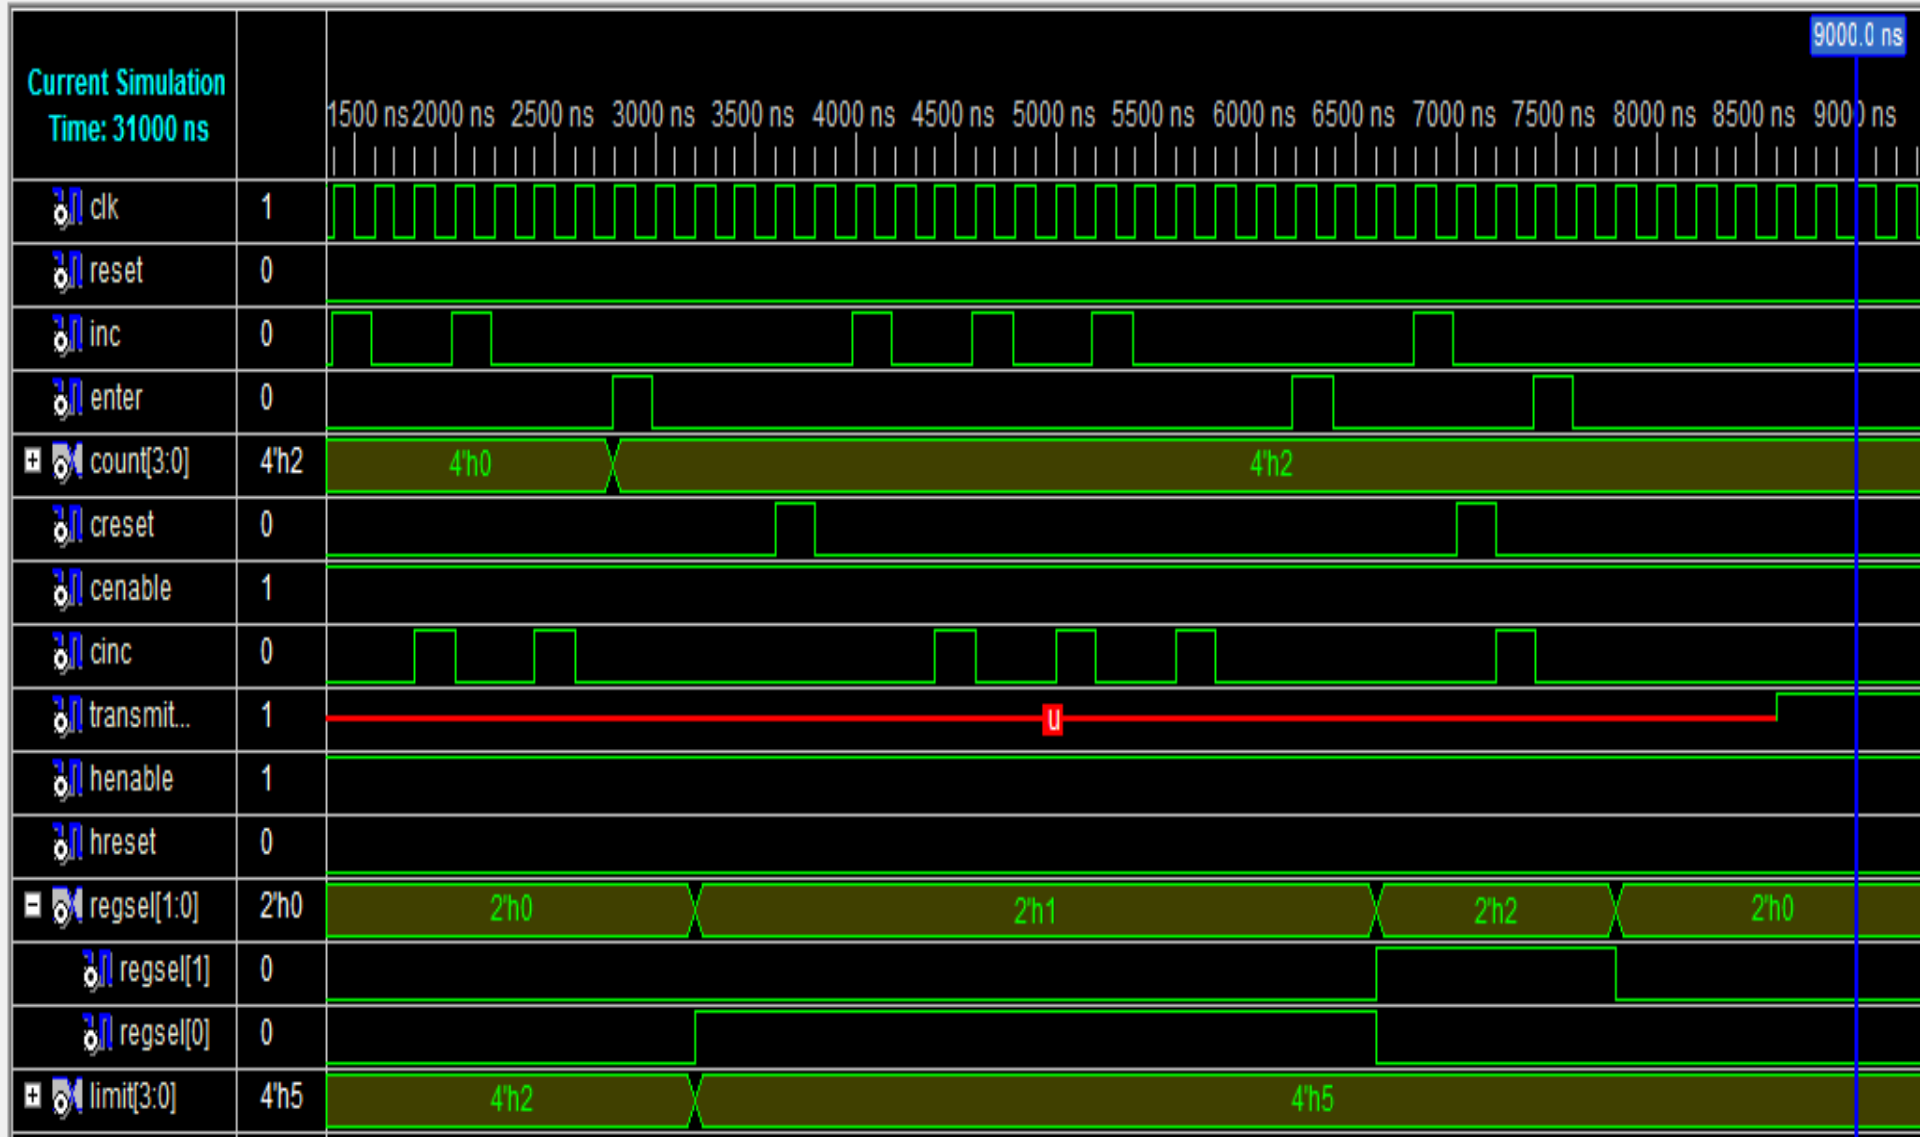 9000.0 ns
Current Simulation
Time: 31000 ns
1500 ns 2000 ns 2500 ns 3000 ns 3500 ns 4000 ns 4500 ns 5000 ns 5500 ns 6000 ns 6500 ns 7000 ns 7500 ns 8000 ns 8500 ns 9000 ns
clk 1
reset 0
inc 0
enter 0
count[3:0] 4'h2 4'h0 4'h2
creset 0
cenable 1
cinc 0
transmit... 1 U
henable 1
hreset 0
regsel[1:0] 2'h0 2'h0 2'h1 2'h2 2'h0
regsel[1] 0
regsel[0] 0
limit[3:0] 4'h5 4'h2 4'h5